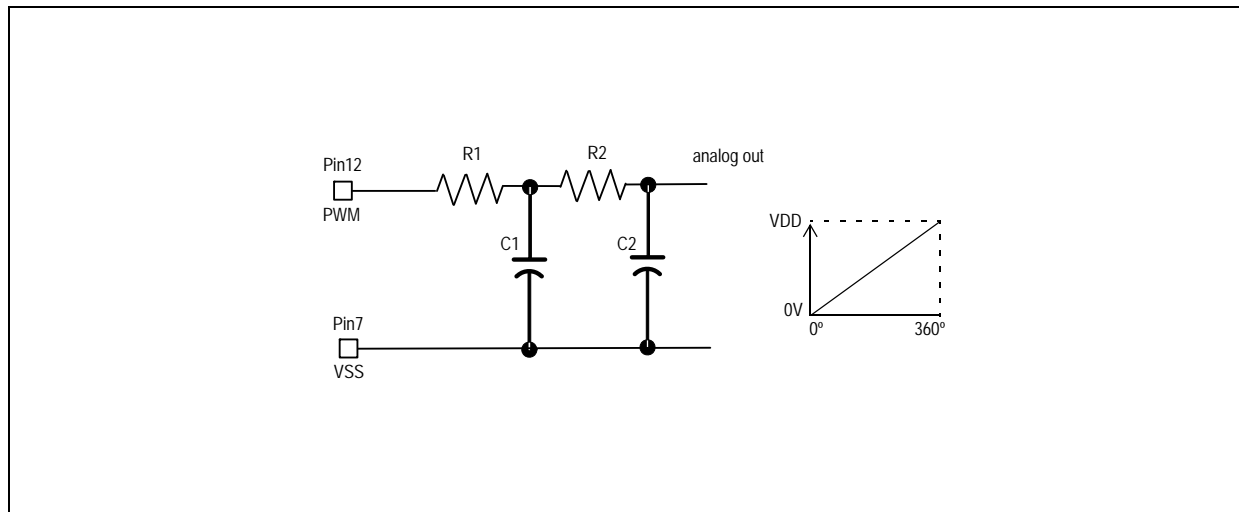 R1
R2
analog out
Pin12
PWM
C1
C2
VDD
0V
0º
360º
Pin7
VSS